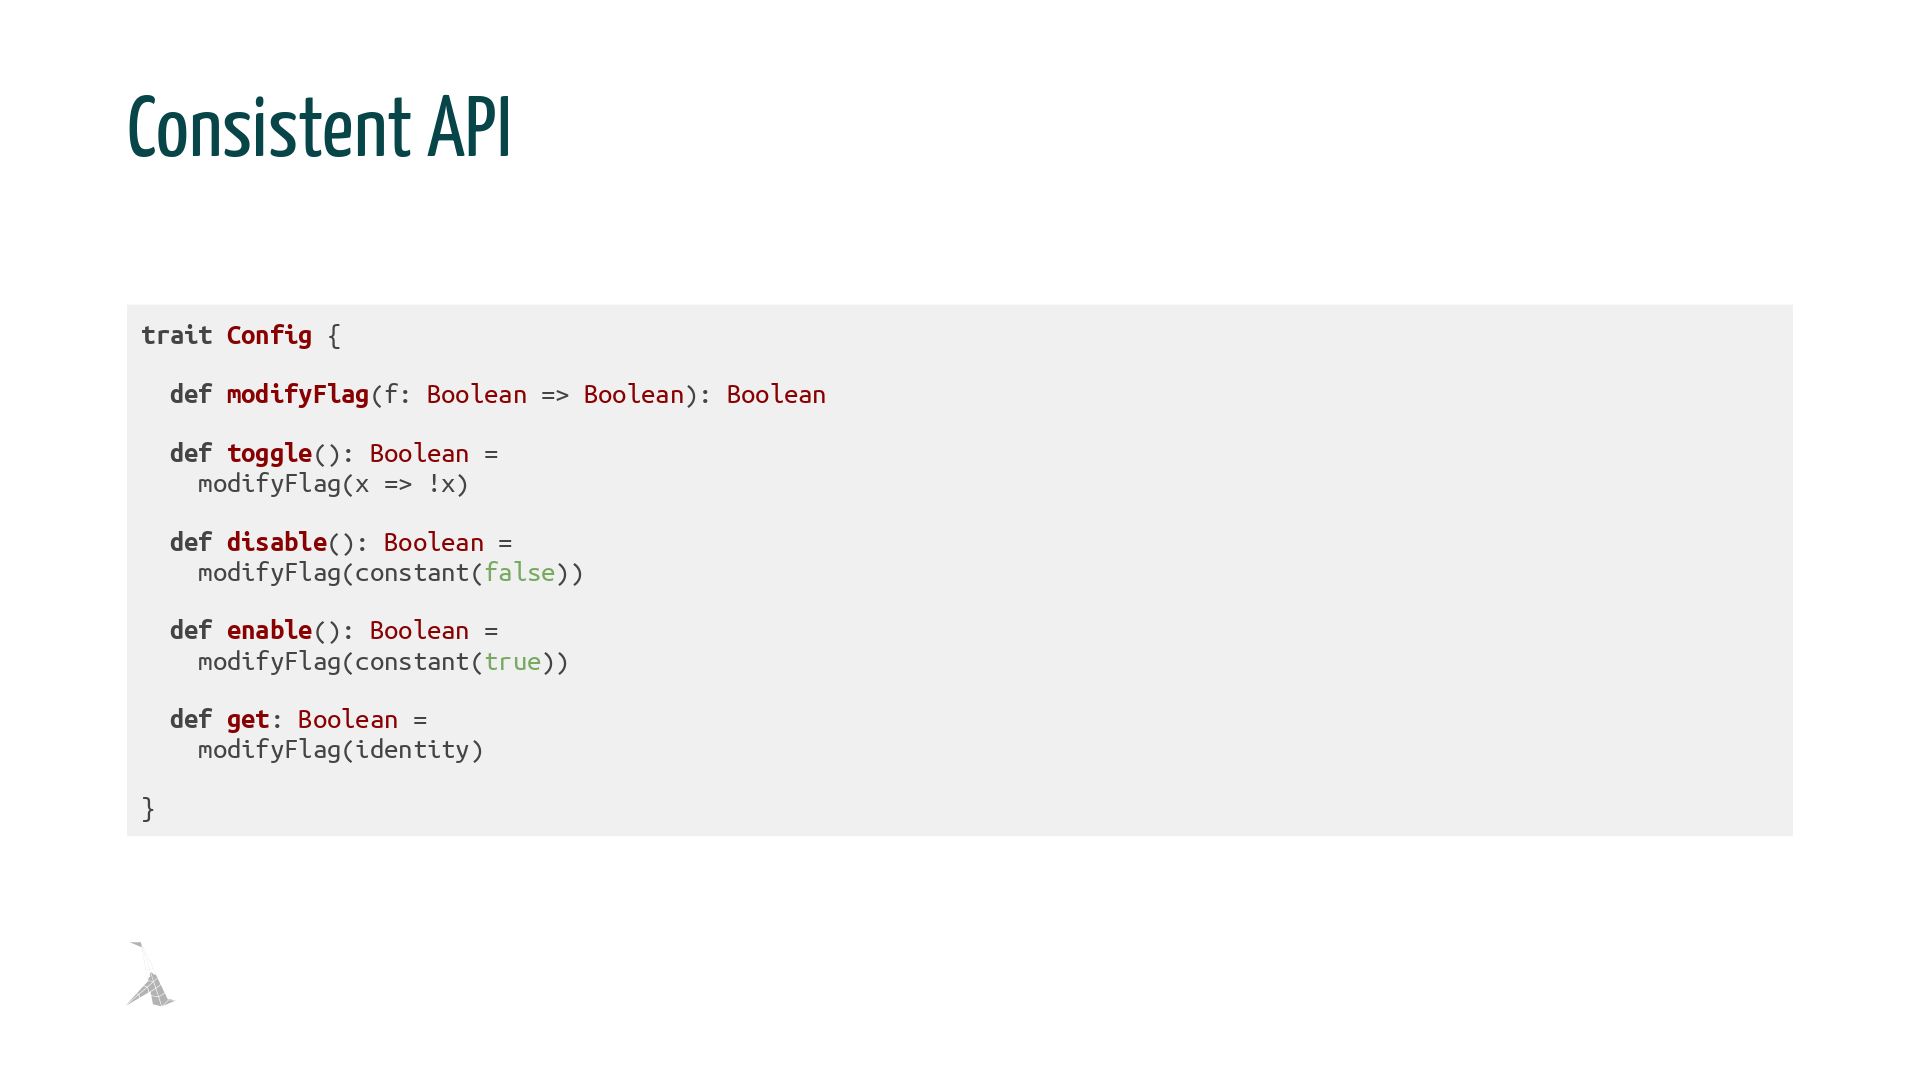 Consistent API
trait Config {
  def modifyFlag(f: Boolean => Boolean): Boolean
  def toggle(): Boolean =
    modifyFlag(x => !x)
  def disable(): Boolean =
    modifyFlag(constant(false))
  def enable(): Boolean =
    modifyFlag(constant(true))
  def get: Boolean =
    modifyFlag(identity)
}